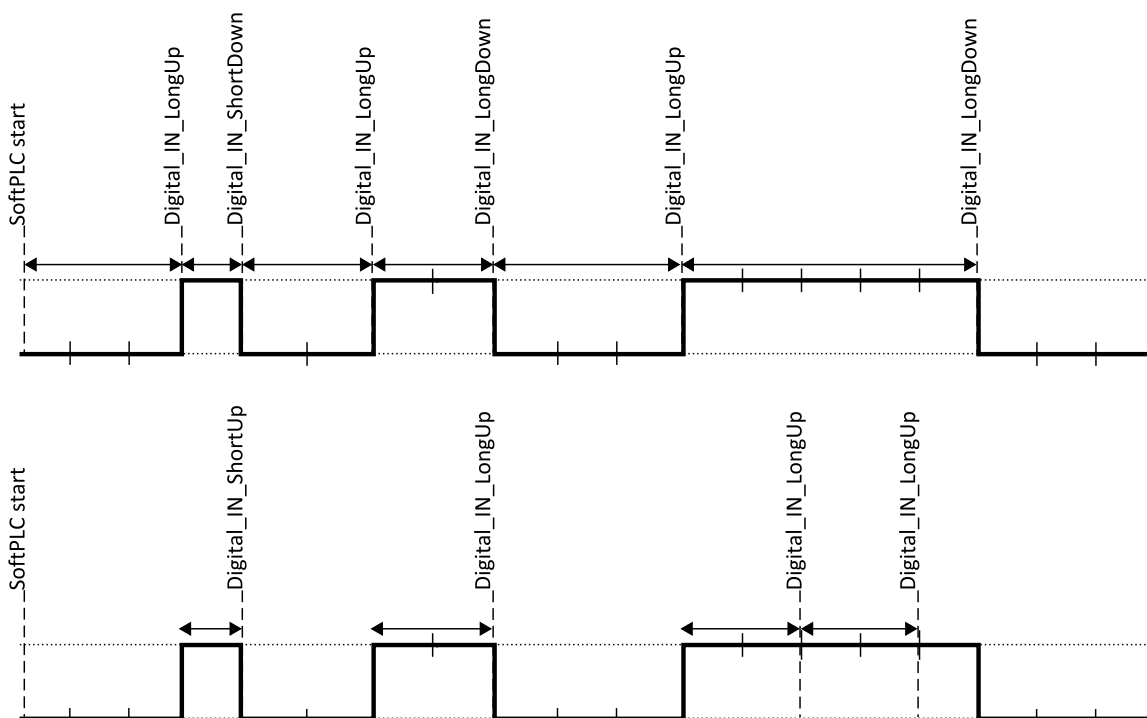 SoftPLC start
Digital_IN_LongUp
Digital_IN_ShortDown
Digital_IN_LongUp
Digital_IN_LongDown
Digital_IN_LongUp
Digital_IN_LongDown
SoftPLC start
Digital_IN_ShortUp
Digital_IN_LongUp
Digital_IN_LongUp
Digital_IN_LongUp